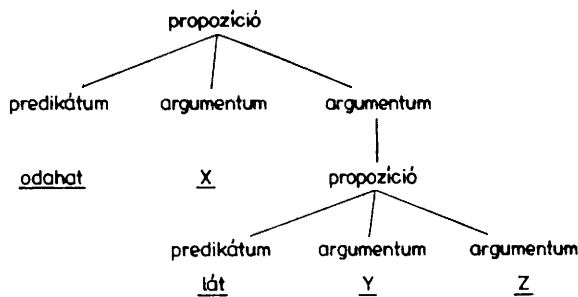 propozíció
predikátum argumentum argumentum
odahat X propozíció
predikátum argumentum argumentum
lát Y Z